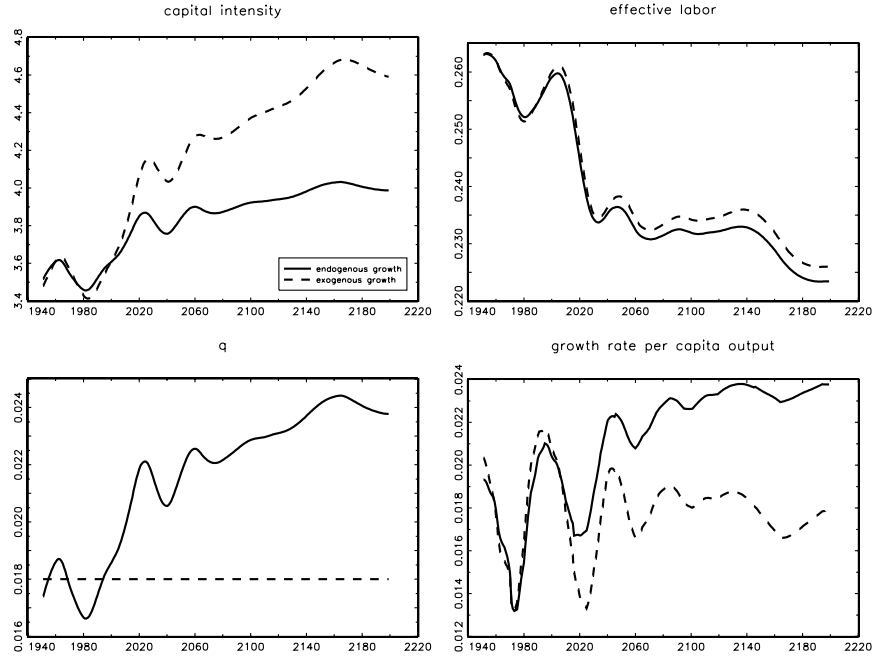 capital intensity
4.8
4.6
4.4
4.2
4.0
3.8
3.6
3.4
1940 1980 2020 2060 2100 2140 2180 2220
endogenous growth
exogenous growth
effective labor
0.260
0.250
0.240
0.230
0.220
1940 1980 2020 2060 2100 2140 2180 2220
q
0.024
0.022
0.020
0.018
0.016
1940 1980 2020 2060 2100 2140 2180 2220
growth rate per capita output
0.024
0.022
0.020
0.018
0.016
0.014
0.012
1940 1980 2020 2060 2100 2140 2180 2220